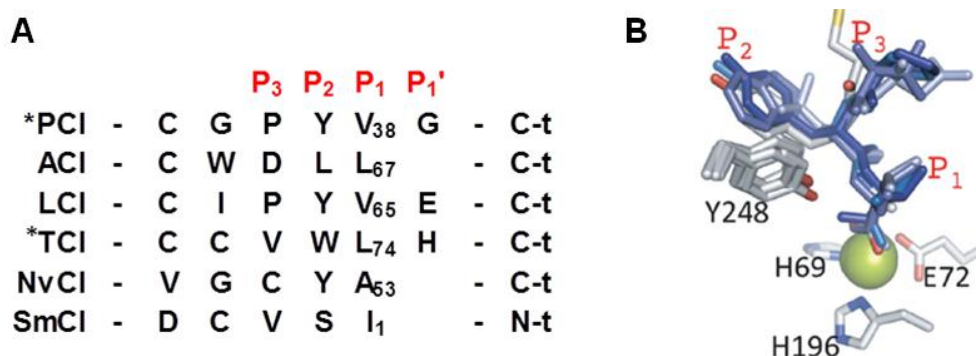 A
P₃ P₂ P₁ P₁'
*PCI - C G P Y V₃₈ G - C-t
ACI - C W D L L₆₇ C-t
LCI - C I P Y V₆₅ E - C-t
*TCI - C C V W L₇₄ H - C-t
NvCI - V G C Y A₅₃ - C-t
SmCI - D C V S I₁ - N-t
B
P₂ P₃
P₁
Y248
H69 E72
H196